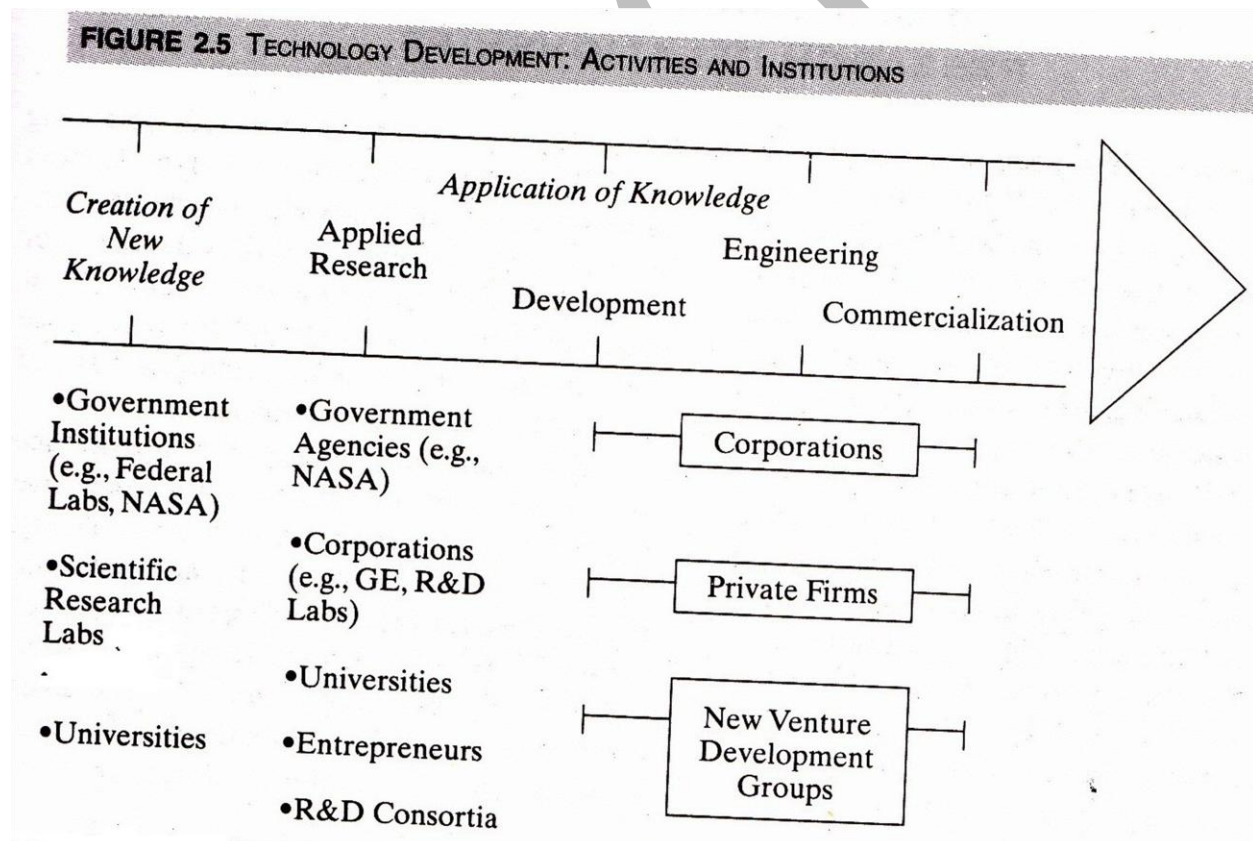 FIGURE 2.5 TECHNOLOGY DEVELOPMENT: ACTIVITIES AND INSTITUTIONS
Creation of
New
Knowledge
Application of Knowledge
Applied
Research
Development
Engineering
Commercialization
•Government
Institutions
(e.g., Federal
Labs, NASA)
•Scientific
Research
Labs
•Universities
•Government
Agencies (e.g.,
NASA)
•Corporations
(e.g., GE, R&D
Labs)
•Universities
•Entrepreneurs
•R&D Consortia
Corporations
Private Firms
New Venture
Development
Groups